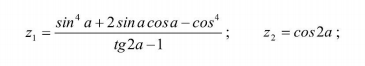 z₁ = (sin⁴ a + 2 sin a cos a − cos⁴) / (tg2a − 1) ; z₂ = cos2a ;